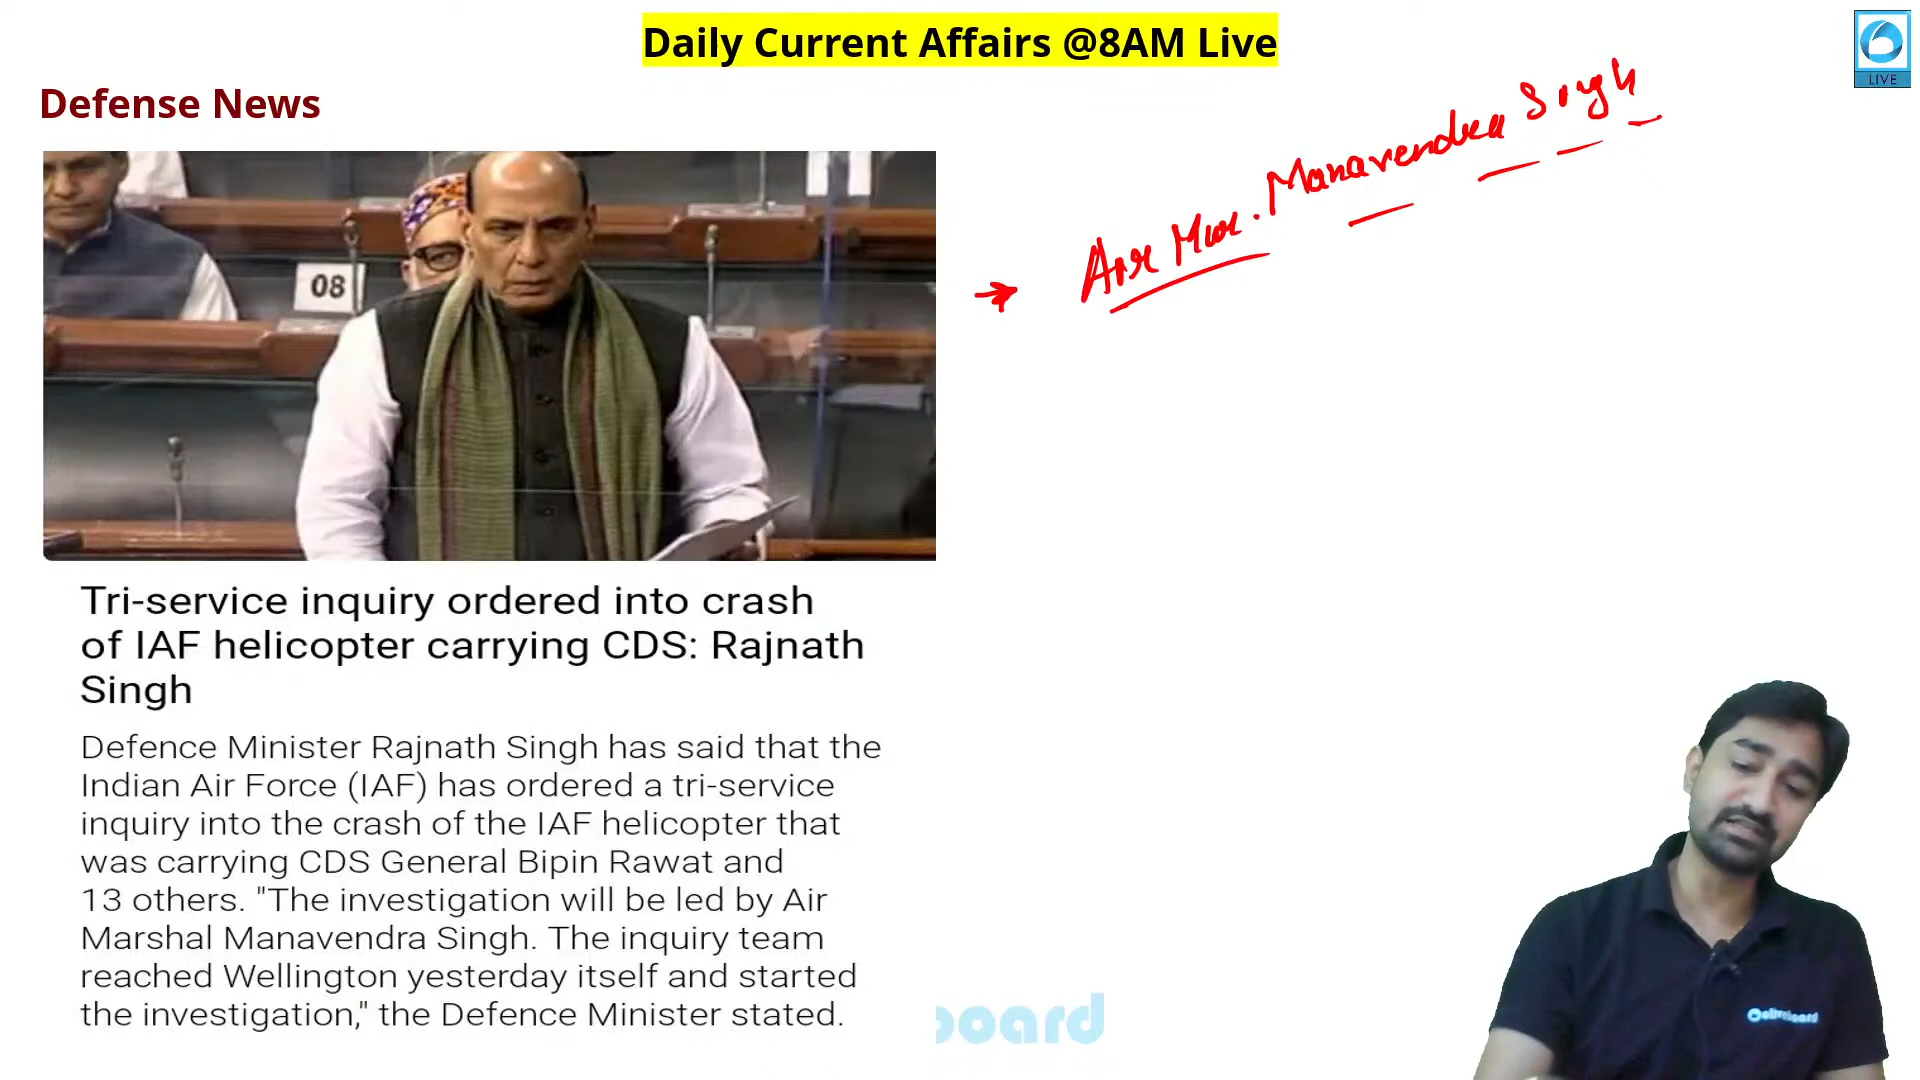 Daily Current Affairs @8AM Live
LIVE
Defense News
Air Mar. Manavendra Singh
08
Tri-service inquiry ordered into crash
of IAF helicopter carrying CDS: Rajnath
Singh
Defence Minister Rajnath Singh has said that the
Indian Air Force (IAF) has ordered a tri-service
inquiry into the crash of the IAF helicopter that
was carrying CDS General Bipin Rawat and
13 others. "The investigation will be led by Air
Marshal Manavendra Singh. The inquiry team
reached Wellington yesterday itself and started
the investigation," the Defence Minister stated.
board
oliveboard